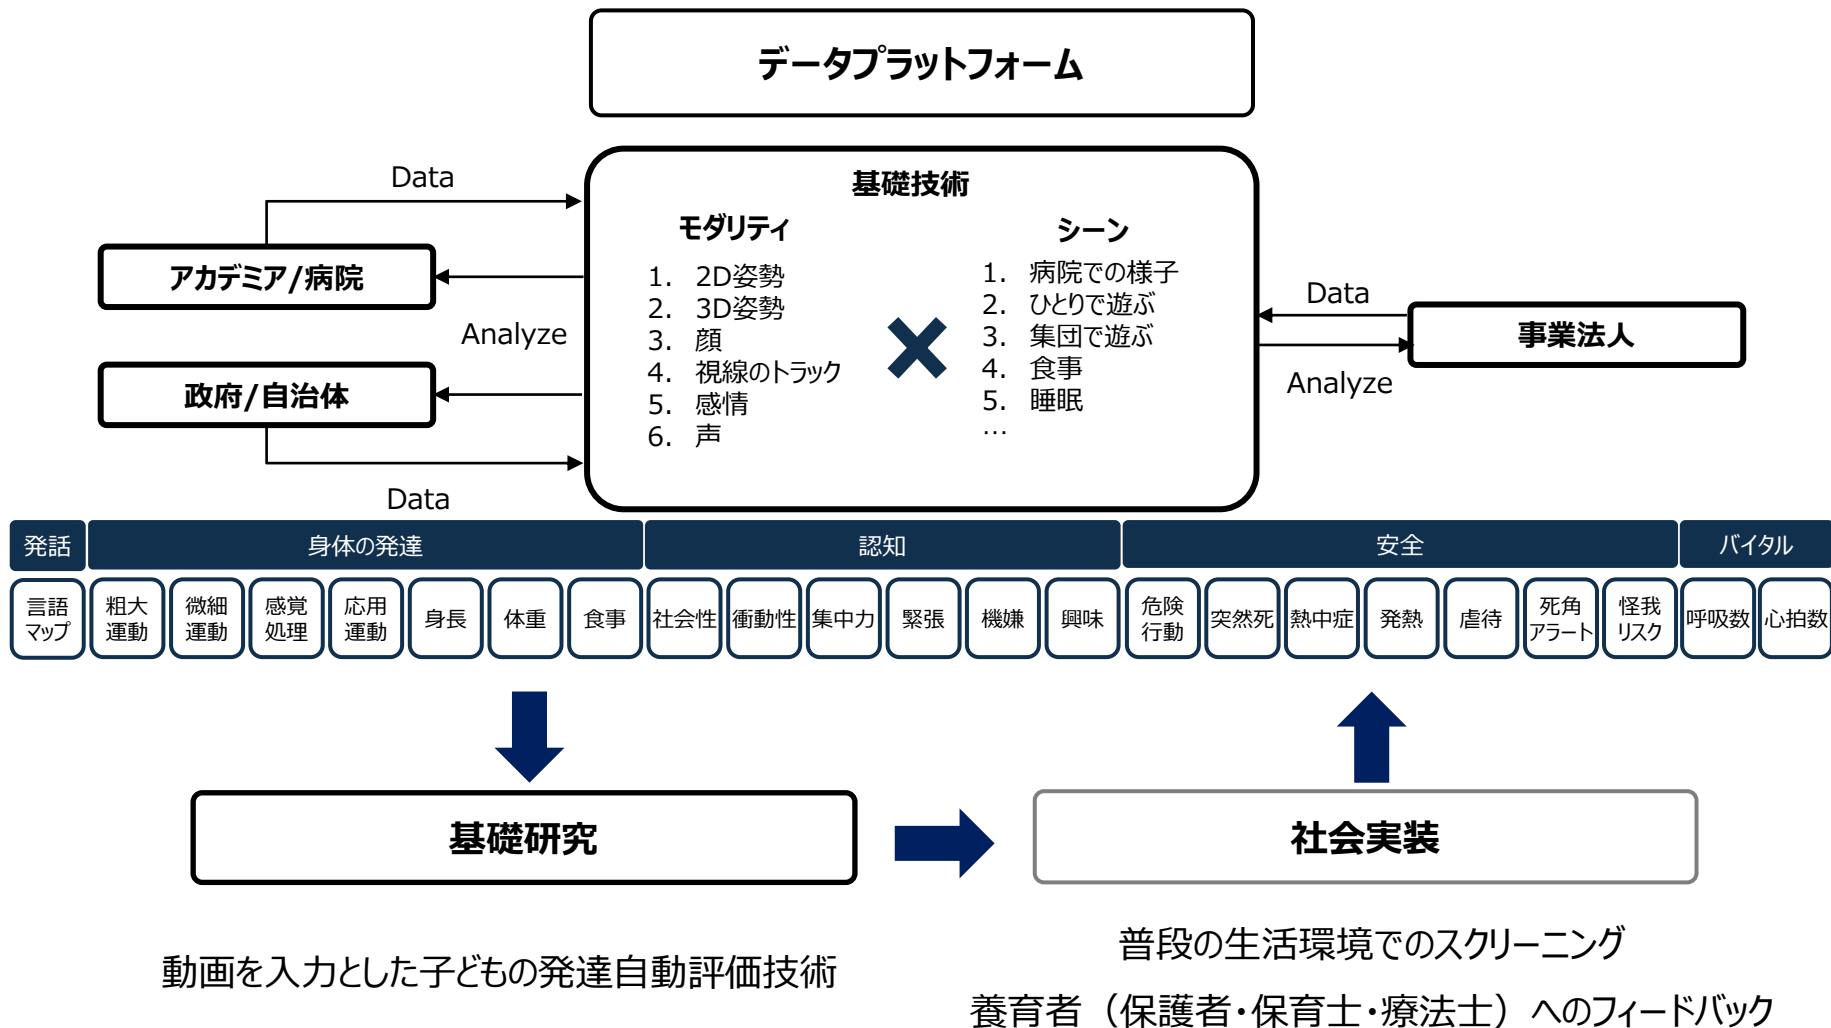 データプラットフォーム
Data
基礎技術
モダリティ
シーン
1. 2D姿勢
2. 3D姿勢
3. 顔
4. 視線のトラック
5. 感情
6. 声
1. 病院での様子
2. ひとりで遊ぶ
3. 集団で遊ぶ
4. 食事
5. 睡眠
…
アカデミア/病院
Analyze
政府/自治体
Data
Data
事業法人
Analyze
発話
身体の発達
認知
安全
バイタル
言語
マップ
粗大
運動
微細
運動
感覚
処理
応用
運動
身長
体重
食事
社会性
衝動性
集中力
緊張
機嫌
興味
危険
行動
突然死
熱中症
発熱
虐待
死角
アラート
怪我
リスク
呼吸数
心拍数
基礎研究
社会実装
動画を入力とした子どもの発達自動評価技術
普段の生活環境でのスクリーニング
養育者（保護者・保育士・療法士）へのフィードバック